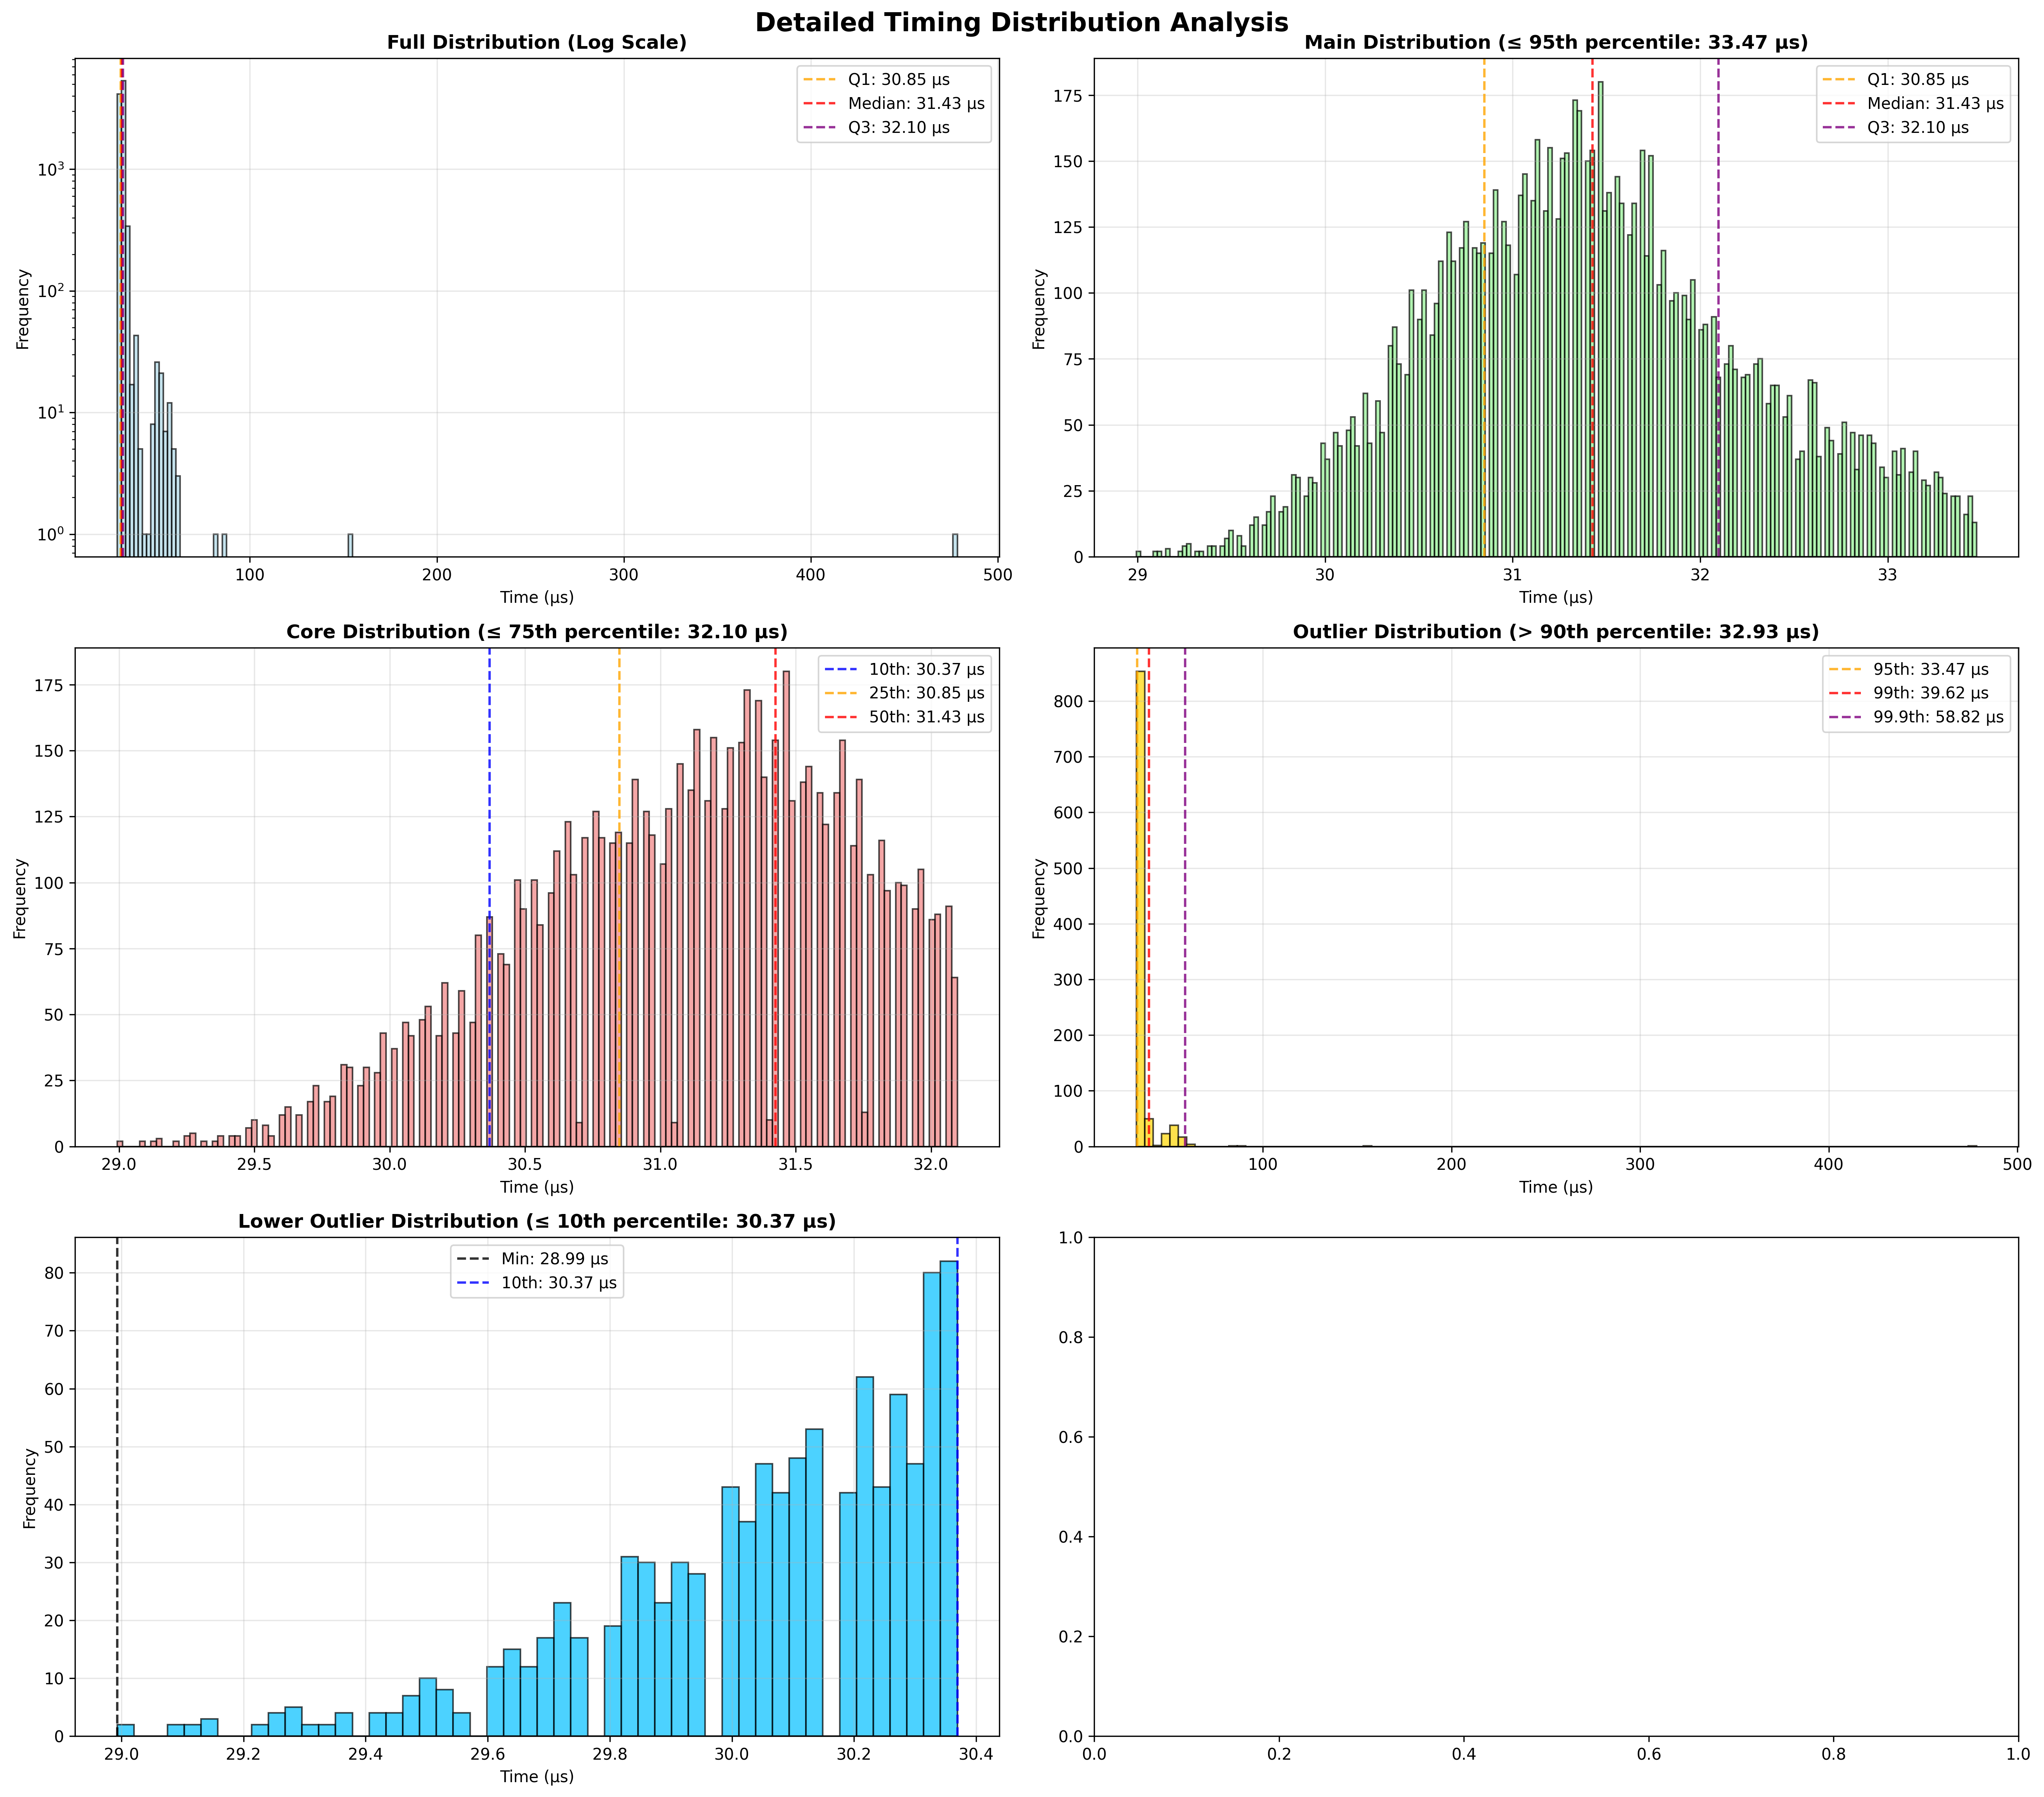 Detailed Timing Distribution Analysis
Full Distribution (Log Scale)
Frequency
10³
10²
10¹
10⁰
Q1: 30.85 µs
Median: 31.43 µs
Q3: 32.10 µs
100 200 300 400 500
Time (µs)
Main Distribution (≤ 95th percentile: 33.47 µs)
Frequency
175
150
125
100
75
50
25
0
Q1: 30.85 µs
Median: 31.43 µs
Q3: 32.10 µs
29 30 31 32 33
Time (µs)
Core Distribution (≤ 75th percentile: 32.10 µs)
Frequency
175
150
125
100
75
50
25
0
10th: 30.37 µs
25th: 30.85 µs
50th: 31.43 µs
29.0 29.5 30.0 30.5 31.0 31.5 32.0
Time (µs)
Outlier Distribution (> 90th percentile: 32.93 µs)
Frequency
800
700
600
500
400
300
200
100
0
95th: 33.47 µs
99th: 39.62 µs
99.9th: 58.82 µs
100 200 300 400 500
Time (µs)
Lower Outlier Distribution (≤ 10th percentile: 30.37 µs)
Frequency
80
70
60
50
40
30
20
10
0
Min: 28.99 µs
10th: 30.37 µs
29.0 29.2 29.4 29.6 29.8 30.0 30.2 30.4
Time (µs)
1.0
0.8
0.6
0.4
0.2
0.0
0.0 0.2 0.4 0.6 0.8 1.0